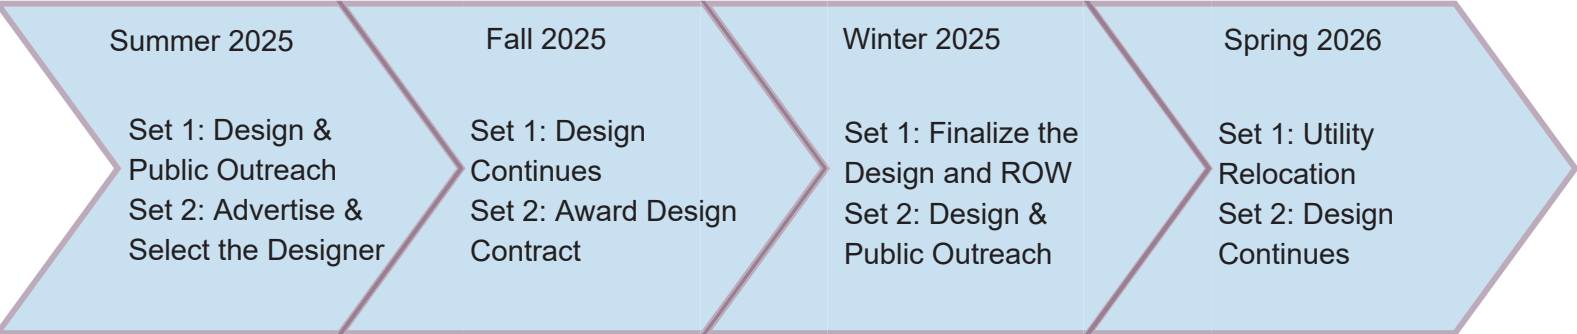 Summer 2025
Set 1: Design &
Public Outreach
Set 2: Advertise &
Select the Designer
Fall 2025
Set 1: Design
Continues
Set 2: Award Design
Contract
Winter 2025
Set 1: Finalize the
Design and ROW
Set 2: Design &
Public Outreach
Spring 2026
Set 1: Utility
Relocation
Set 2: Design
Continues